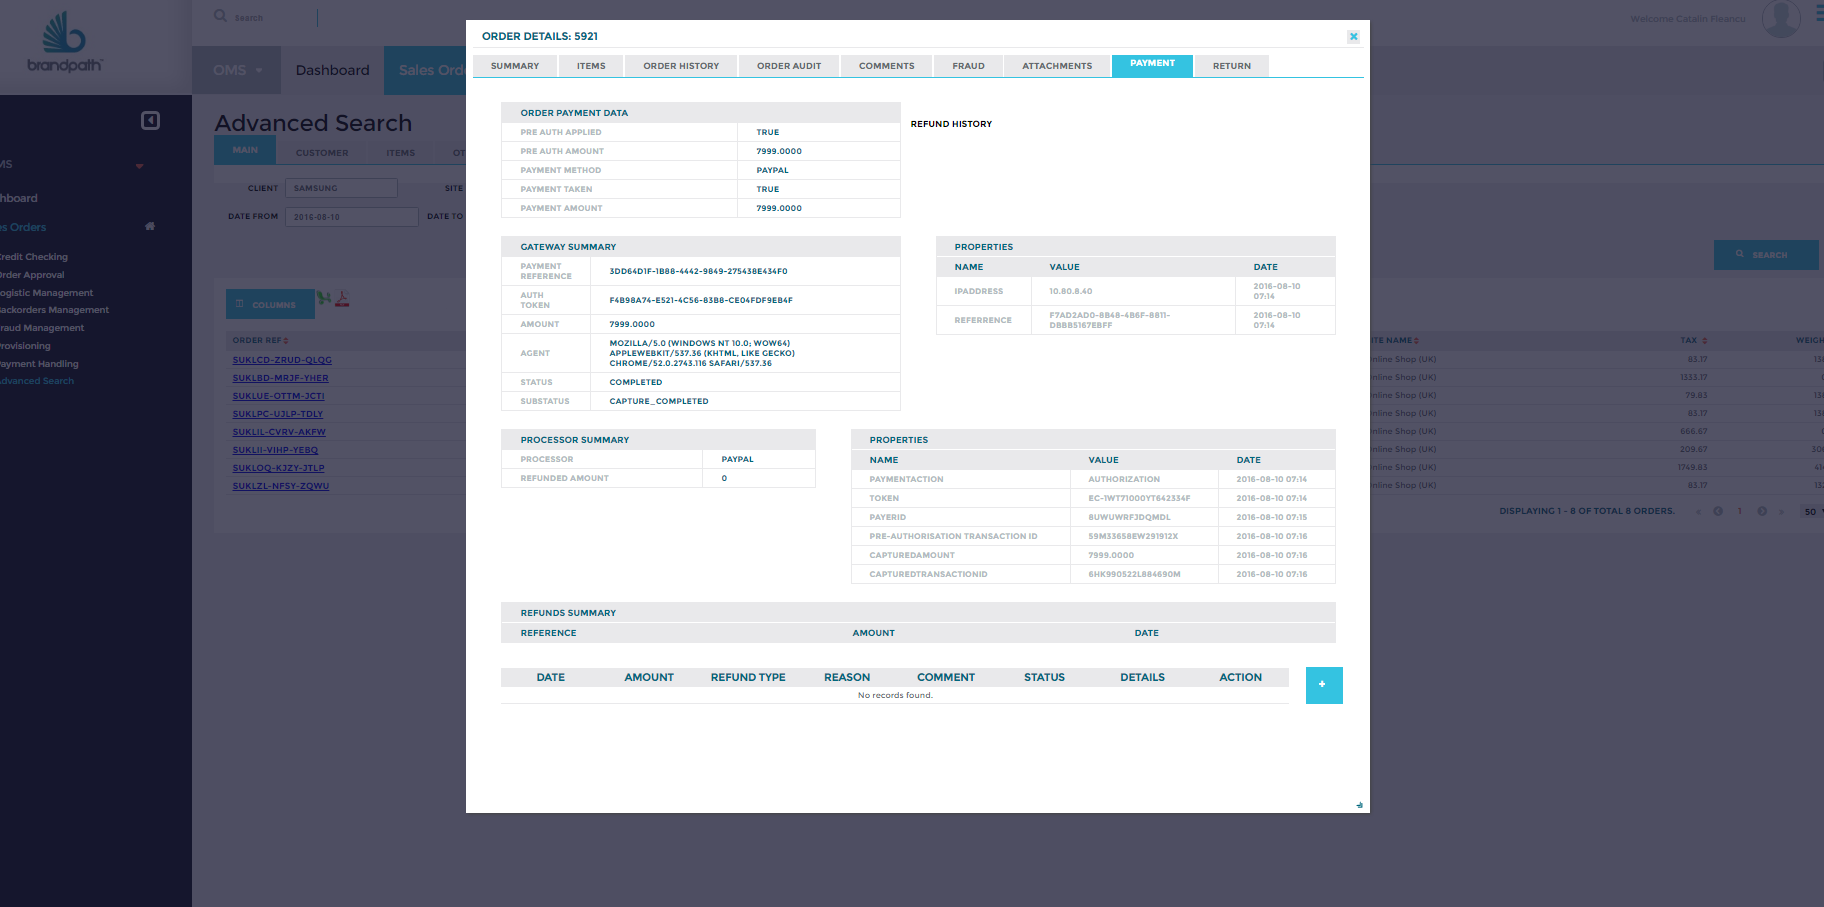 brandpath
Search
Welcome Catalin Fleancu
OMS
Dashboard
Sales Ord
Advanced Search
MAIN
CUSTOMER
ITEMS
OT
CLIENT
SAMSUNG
SITE
DATE FROM
2016-08-10
DATE TO
SEARCH
COLUMNS
MS
hboard
es Orders
Credit Checking
Order Approval
Logistic Management
Backorders Management
Fraud Management
Provisioning
Payment Handling
Advanced Search
ORDER REF
SUKLCD-ZRUD-QLQG
SUKLBD-MRJF-YHER
SUKLUE-OTTM-JCTI
SUKLPC-UJLP-TDLY
SUKLIL-CVRV-AKFW
SUKLII-VIHP-YEBQ
SUKLOQ-KJZY-JTLP
SUKLZL-NFSY-ZQWU
ORDER DETAILS: 5921
SUMMARY
ITEMS
ORDER HISTORY
ORDER AUDIT
COMMENTS
FRAUD
ATTACHMENTS
PAYMENT
RETURN
ORDER PAYMENT DATA
PRE AUTH APPLIED TRUE
PRE AUTH AMOUNT 7999.0000
PAYMENT METHOD PAYPAL
PAYMENT TAKEN TRUE
PAYMENT AMOUNT 7999.0000
REFUND HISTORY
GATEWAY SUMMARY
PAYMENT REFERENCE 3DD64D1F-1B88-4442-9849-275438E434F0
AUTH TOKEN F4B98A74-E521-4C56-83B8-CE04FDF9EB4F
AMOUNT 7999.0000
AGENT MOZILLA/5.0 (WINDOWS NT 10.0; WOW64)
APPLEWEBKIT/537.36 (KHTML, LIKE GECKO)
CHROME/52.0.2743.116 SAFARI/537.36
STATUS COMPLETED
SUBSTATUS CAPTURE_COMPLETED
PROPERTIES
NAME VALUE DATE
IPADDRESS 10.80.8.40 2016-08-10 07:14
REFERRENCE F7AD2AD0-8B48-4B6F-8811-DBBB5167EBFF 2016-08-10 07:14
PROCESSOR SUMMARY
PROCESSOR PAYPAL
REFUNDED AMOUNT 0
PROPERTIES
NAME VALUE DATE
PAYMENTACTION AUTHORIZATION 2016-08-10 07:14
TOKEN EC-1WT71000YT642334F 2016-08-10 07:14
PAYERID 8UWUWRFJDQMDL 2016-08-10 07:15
PRE-AUTHORISATION TRANSACTION ID 59M33658EW291912X 2016-08-10 07:16
CAPTUREDAMOUNT 7999.0000 2016-08-10 07:16
CAPTUREDTRANSACTIONID 6HK990522L884690M 2016-08-10 07:16
REFUNDS SUMMARY
REFERENCE AMOUNT DATE
DATE AMOUNT REFUND TYPE REASON COMMENT STATUS DETAILS ACTION
No records found.
+
ITE NAME TAX WEIGH
nline Shop (UK) 83.17
nline Shop (UK) 1333.17
nline Shop (UK) 79.83
nline Shop (UK) 83.17
nline Shop (UK) 666.67
nline Shop (UK) 209.67
nline Shop (UK) 1749.83
nline Shop (UK) 83.17
DISPLAYING 1 - 8 OF TOTAL 8 ORDERS.
1
50